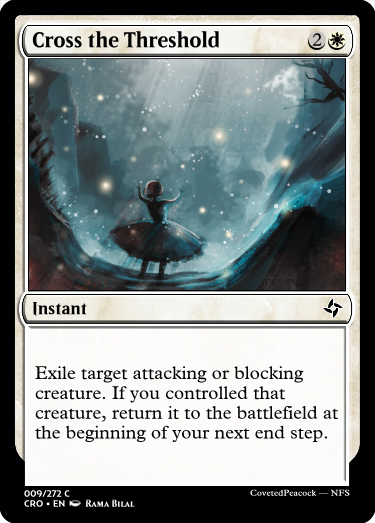 Cross the Threshold 2
Instant
Exile target attacking or blocking
creature. If you controlled that
creature, return it to the battlefield at
the beginning of your next end step.
009/272 C
CRO • EN Rama Bilal
CovetedPeacock — NFS